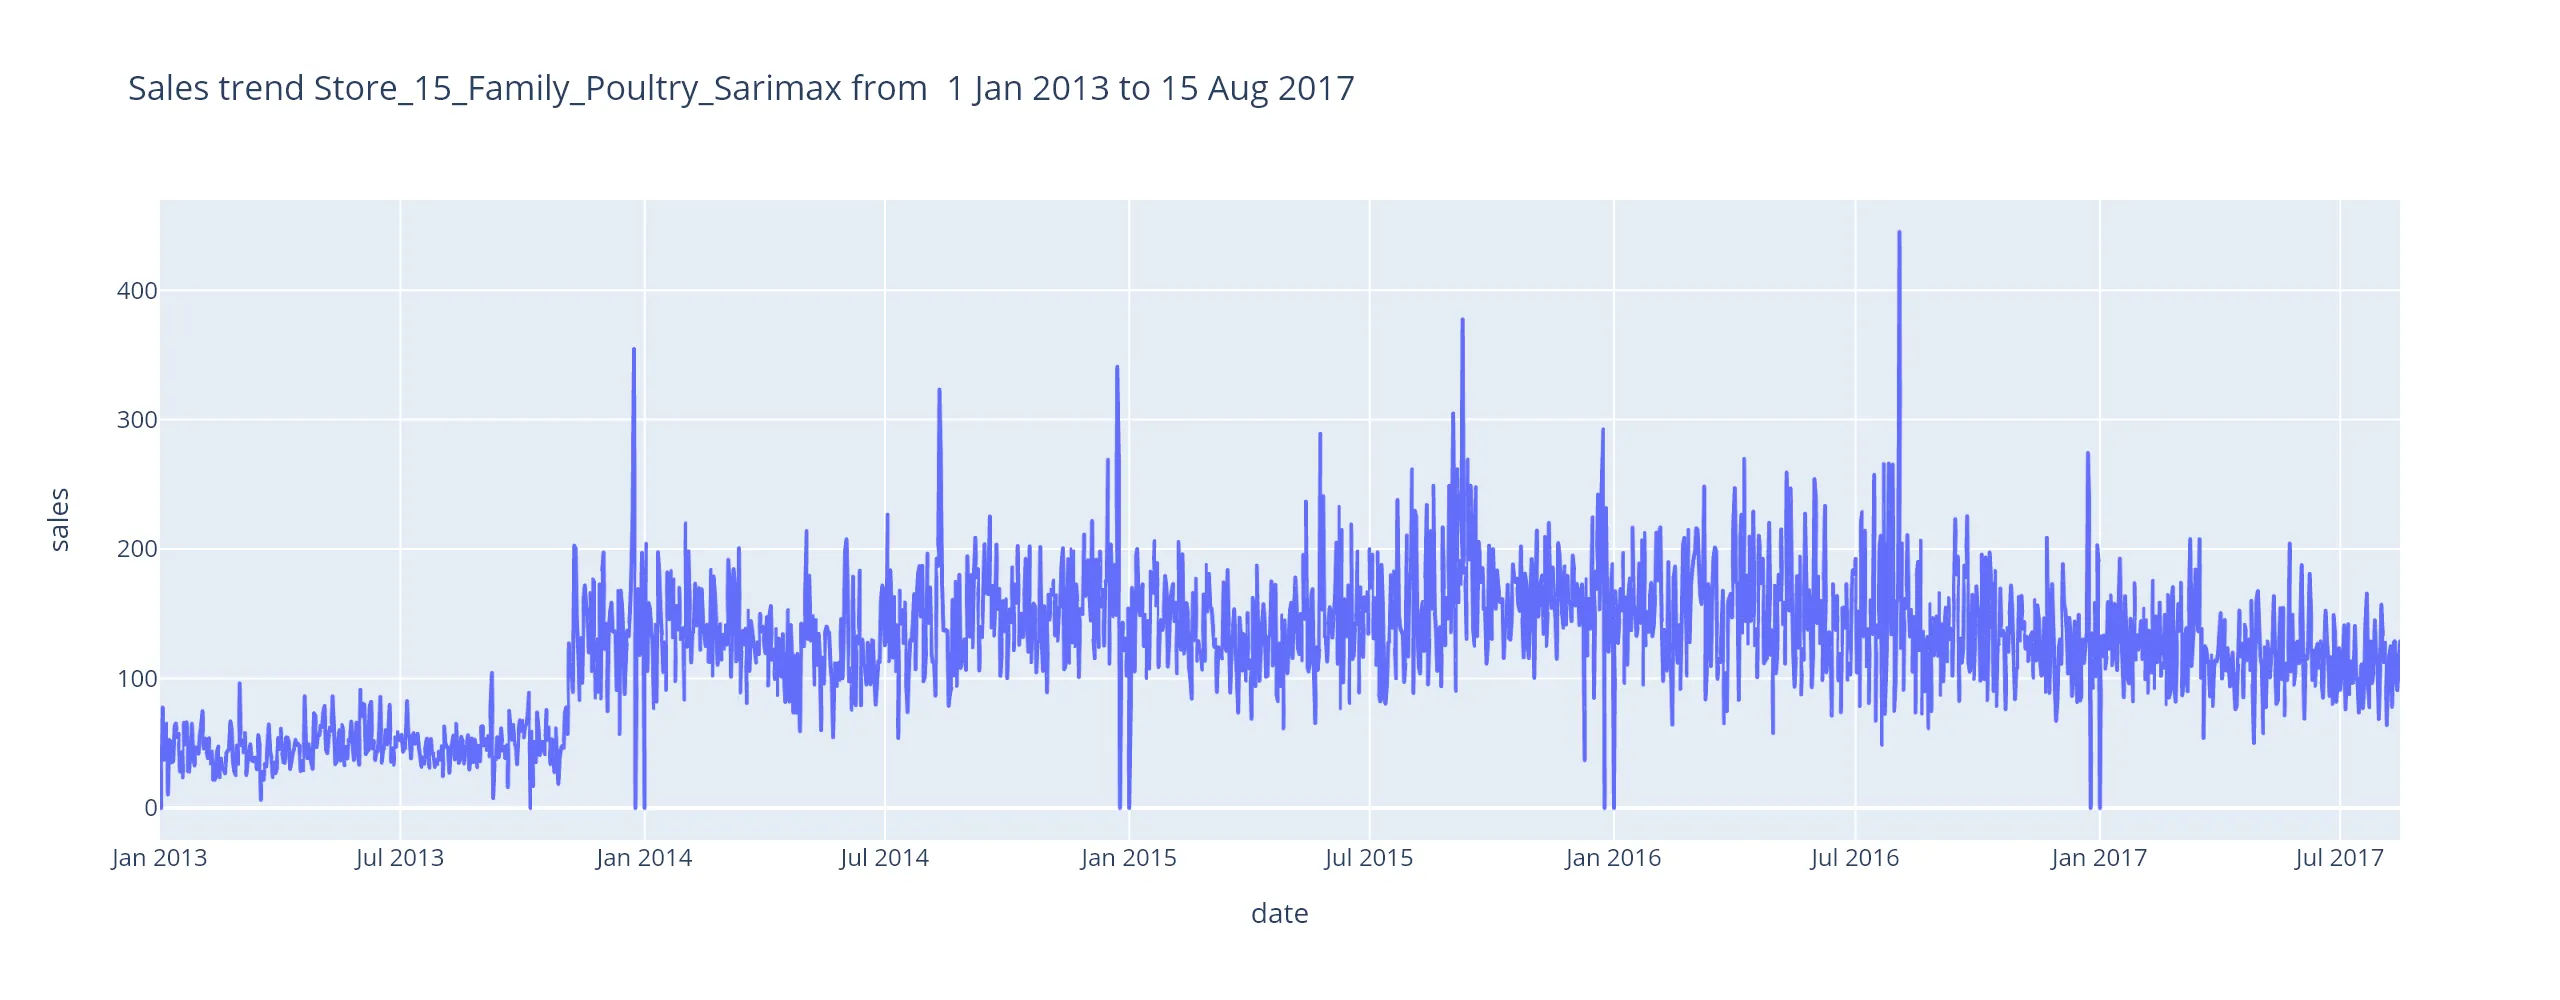 Sales trend Store_15_Family_Poultry_Sarimax from  1 Jan 2013 to 15 Aug 2017
sales
400
300
200
100
0
Jan 2013 Jul 2013 Jan 2014 Jul 2014 Jan 2015 Jul 2015 Jan 2016 Jul 2016 Jan 2017 Jul 2017
date